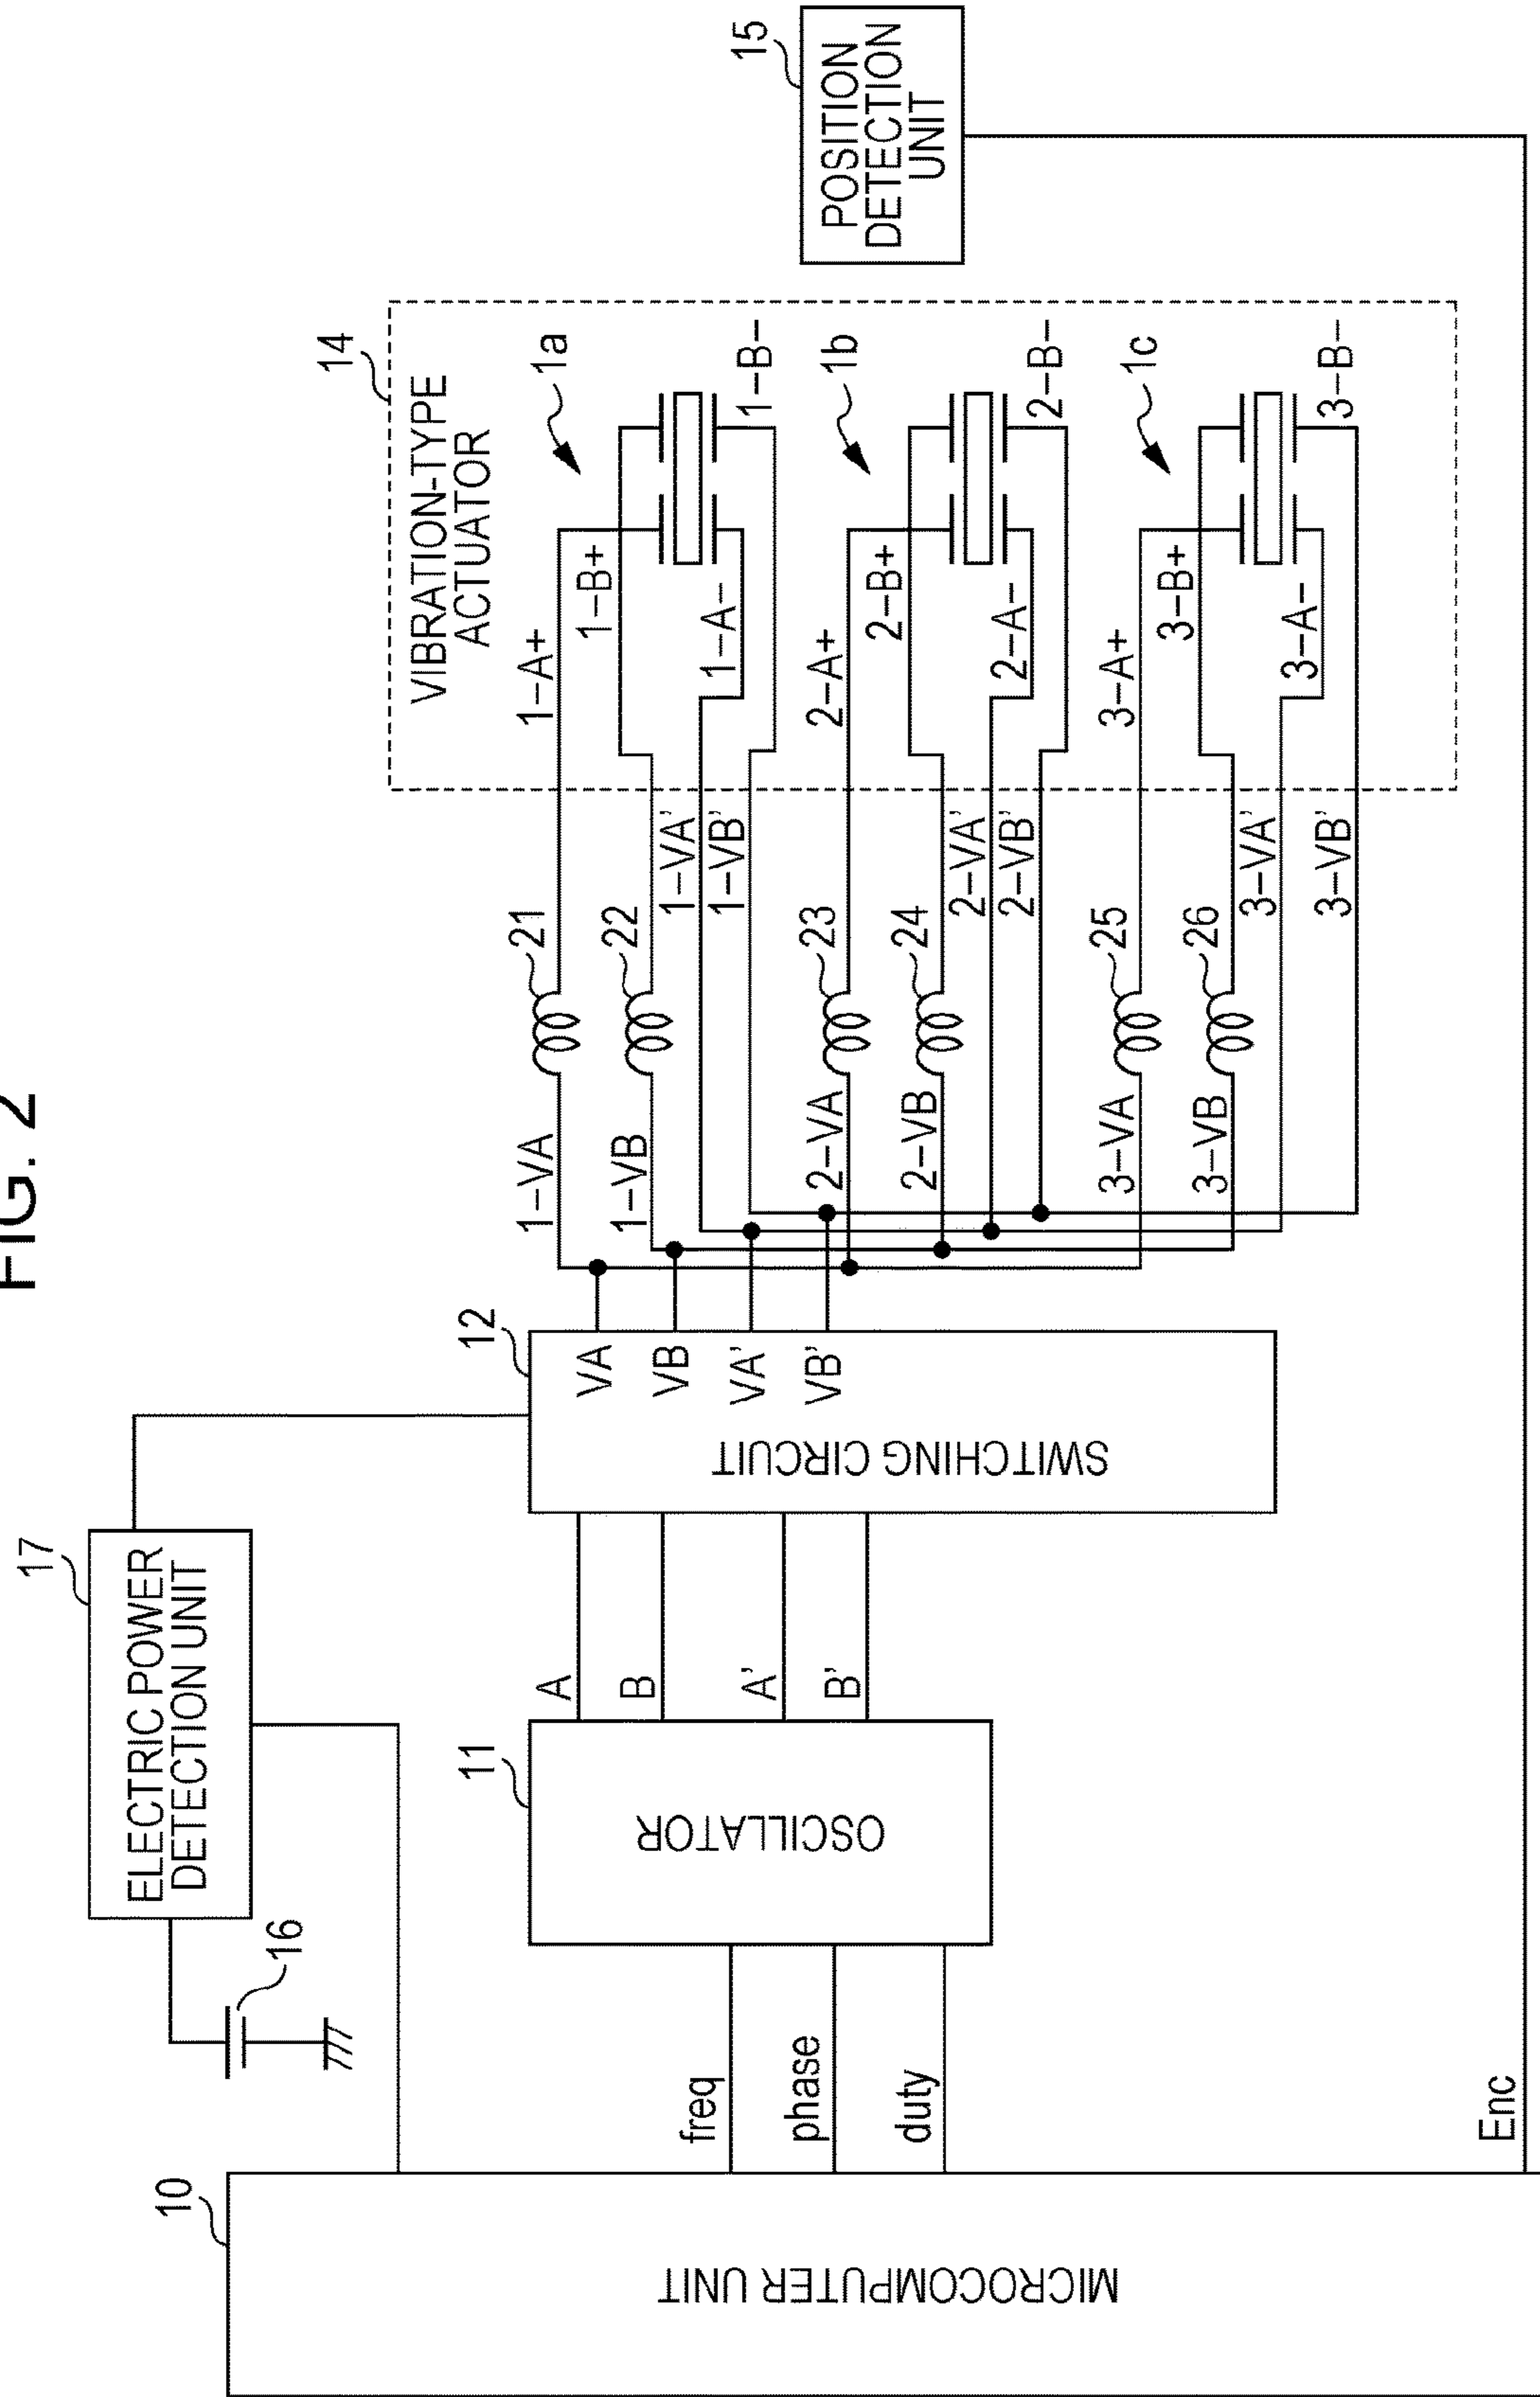 FIG. 2
17
ELECTRIC POWER
DETECTION UNIT
16
10
MICROCOMPUTER UNIT
freq
phase
duty
Enc
11
OSCILLATOR
A
B
A'
B'
12
SWITCHING CIRCUIT
VA
VB
VA'
VB'
1-VA
1-VB
2-VA
2-VB
3-VA
3-VB
21
22
1-VA'
1-VB'
23
24
2-VA'
2-VB'
25
26
3-VA'
3-VB'
14
VIBRATION-TYPE
ACTUATOR
1-A+
1-B+
1-A-
1-B-
1a
2-A+
2-B+
2-A-
2-B-
1b
3-A+
3-B+
3-A-
3-B-
1c
15
POSITION
DETECTION
UNIT